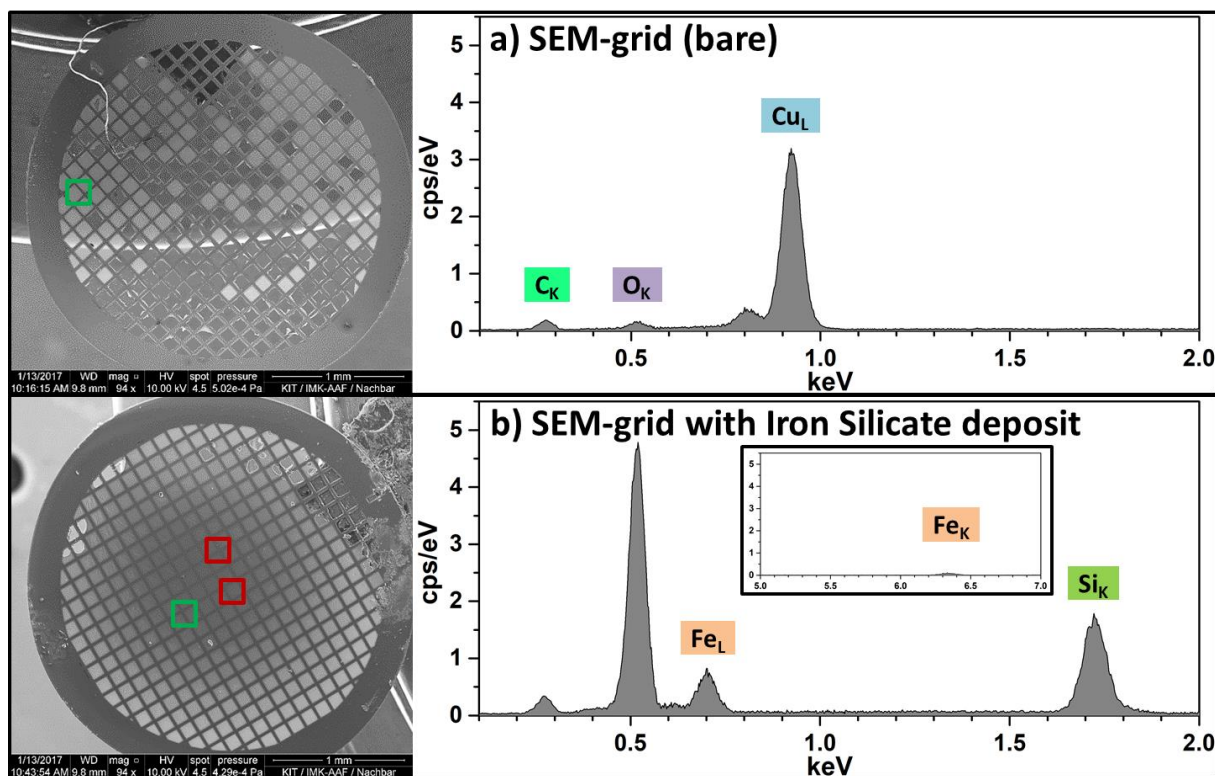 a) SEM-grid (bare)
5
4
3
2
1
0
cps/eV
Cu_L
C_K
O_K
0.5
1.0
1.5
2.0
keV
1/13/2017 WD mag HV spot pressure 1 mm
10:16:15 AM 9.8 mm 94 x 10.00 kV 4.5 5.02e-4 Pa KIT / IMK-AAF / Nachbar
b) SEM-grid with Iron Silicate deposit
5
4
3
2
1
0
cps/eV
5
4
3
2
1
0
Fe_K
5.0
5.5
6.0
6.5
7.0
Fe_L
Si_K
0.5
1.0
1.5
2.0
keV
1/13/2017 WD mag HV spot pressure 1 mm
10:43:54 AM 9.8 mm 94 x 10.00 kV 4.5 4.29e-4 Pa KIT / IMK-AAF / Nachbar